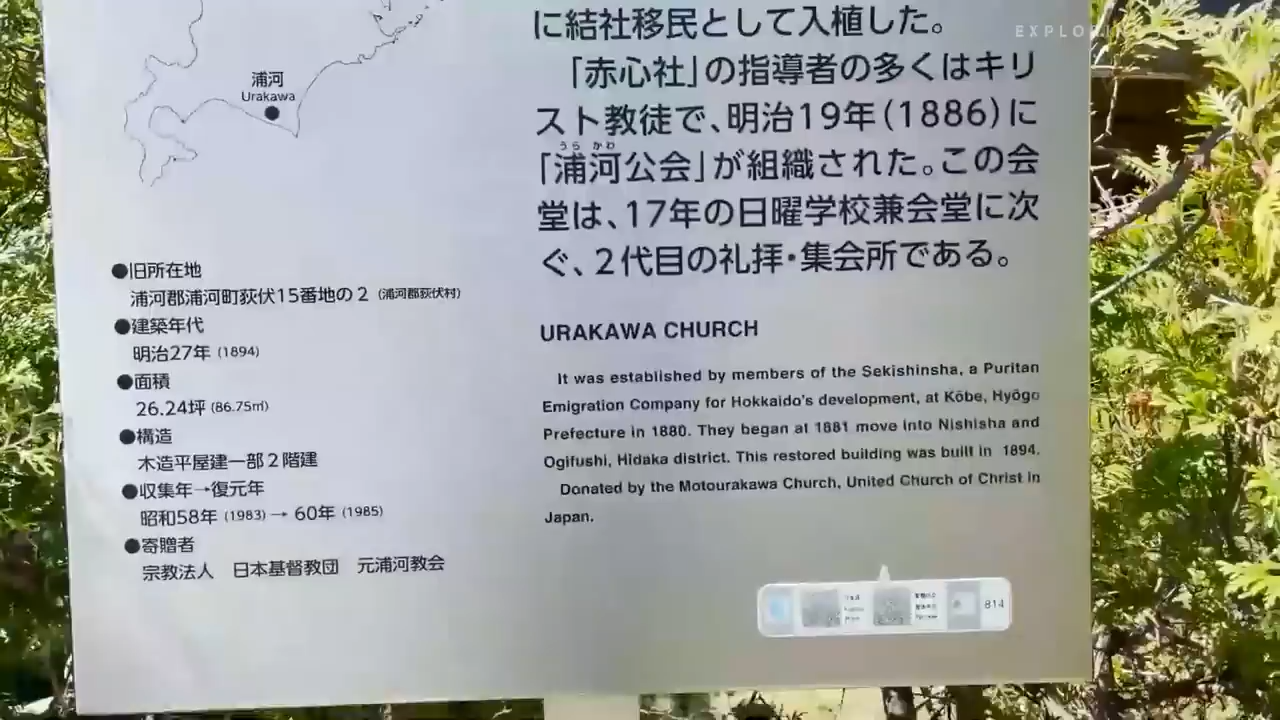 浦河
Urakawa
●旧所在地
浦河郡浦河町荻伏15番地の2 (浦河郡荻伏村)
●建築年代
明治27年 (1894)
●面積
26.24坪 (86.75㎡)
●構造
木造平屋建一部2階建
●収集年→復元年
昭和58年 (1983) → 60年 (1985)
●寄贈者
宗教法人 日本基督教団 元浦河教会
に結社移民として入植した。
「赤心社」の指導者の多くはキリ
スト教徒で、明治19年(1886)に
うら かわ
「浦河公会」が組織された。この会
堂は、17年の日曜学校兼会堂に次
ぐ、2代目の礼拝・集会所である。
URAKAWA CHURCH
It was established by members of the Sekishinsha, a Puritan
Emigration Company for Hokkaido's development, at Kōbe, Hyōgo
Prefecture in 1880. They began at 1881 move into Nishisha and
Ogifushi, Hidaka district. This restored building was built in 1894.
Donated by the Motourakawa Church, United Church of Christ in
Japan.
814